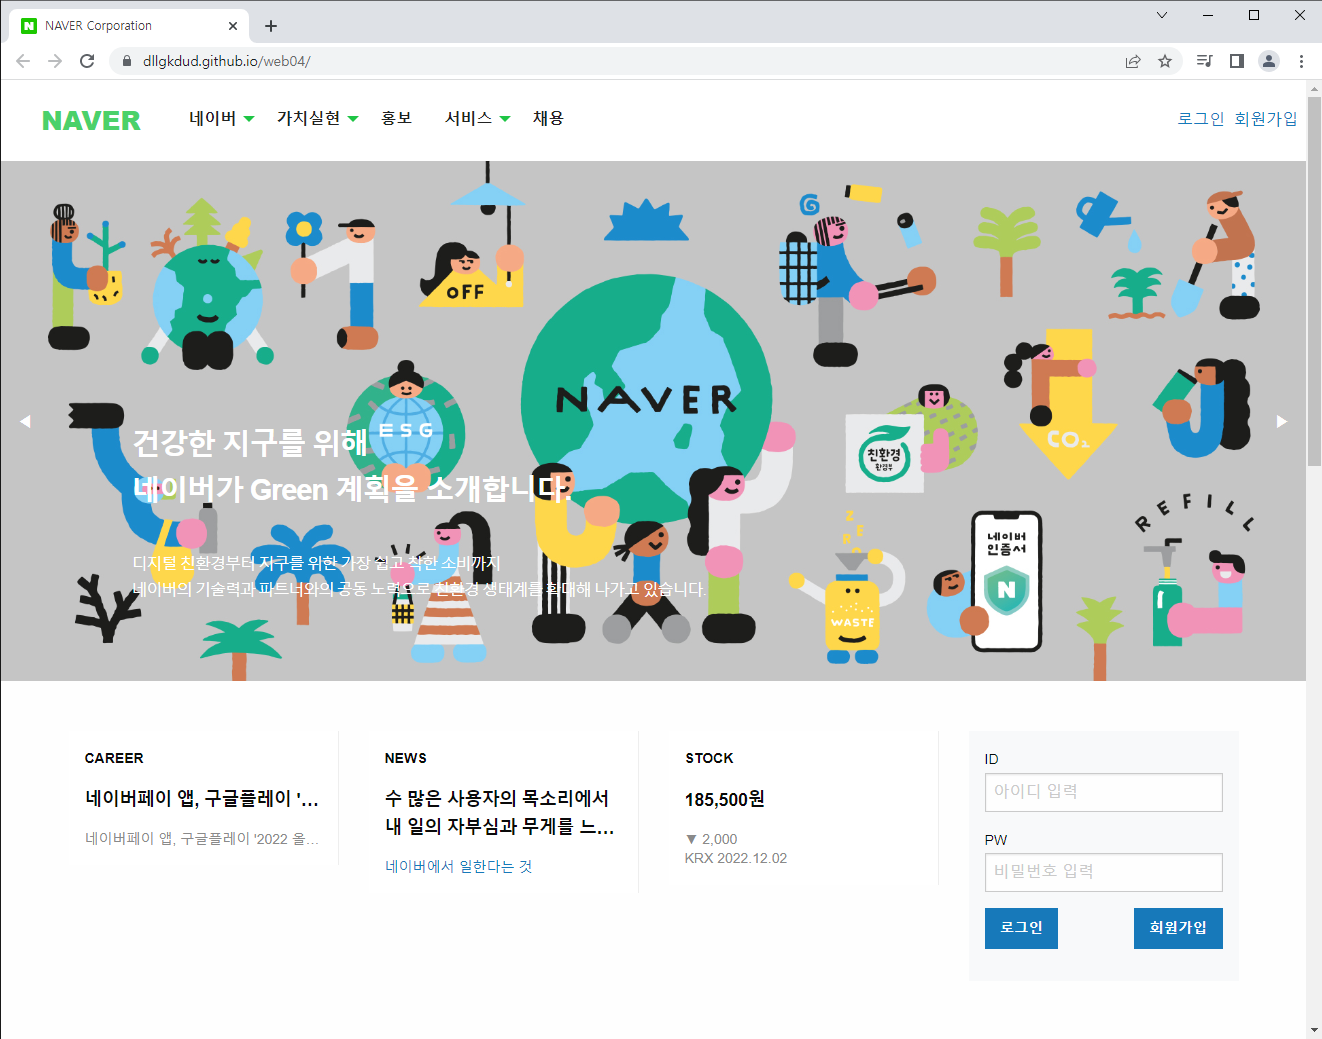 NAVER Corporation
dllgkdud.github.io/web04/
NAVER
네이버 가치실현 홍보 서비스 채용
로그인 회원가입
OFF
NAVER
ESG
친환경
환경부
CO₂
건강한 지구를 위해
네이버가 Green 계획을 소개합니다.
REFILL
ZERO
네이버
인증서
N
WASTE
디지털 친환경부터 지구를 위한 가장 쉽고 착한 소비까지
네이버의 기술력과 파트너와의 공동 노력으로 친환경 생태계를 확대해 나가고 있습니다.
CAREER
네이버페이 앱, 구글플레이 '...
네이버페이 앱, 구글플레이 '2022 올...
NEWS
수 많은 사용자의 목소리에서
내 일의 자부심과 무게를 느...
네이버에서 일한다는 것
STOCK
185,500원
▼ 2,000
KRX 2022.12.02
ID
아이디 입력
PW
비밀번호 입력
로그인 회원가입